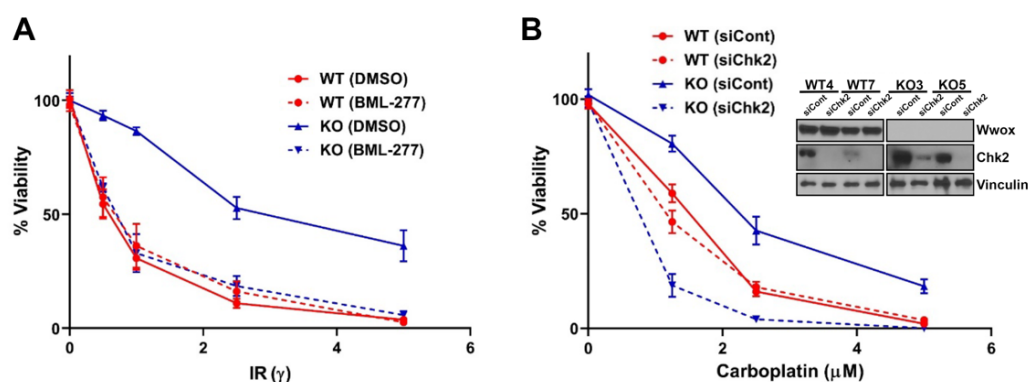 A
WT (DMSO)
WT (BML-277)
KO (DMSO)
KO (BML-277)
% Viability
100
50
0
0 2 4 6
IR (γ)
B
WT (siCont)
WT (siChk2)
KO (siCont)
KO (siChk2)
% Viability
100
50
0
0 2 4 6
Carboplatin (μM)
WT4 WT7 KO3 KO5
siCont siChk2 siCont siChk2 siCont siChk2 siCont siChk2
Wwox
Chk2
Vinculin